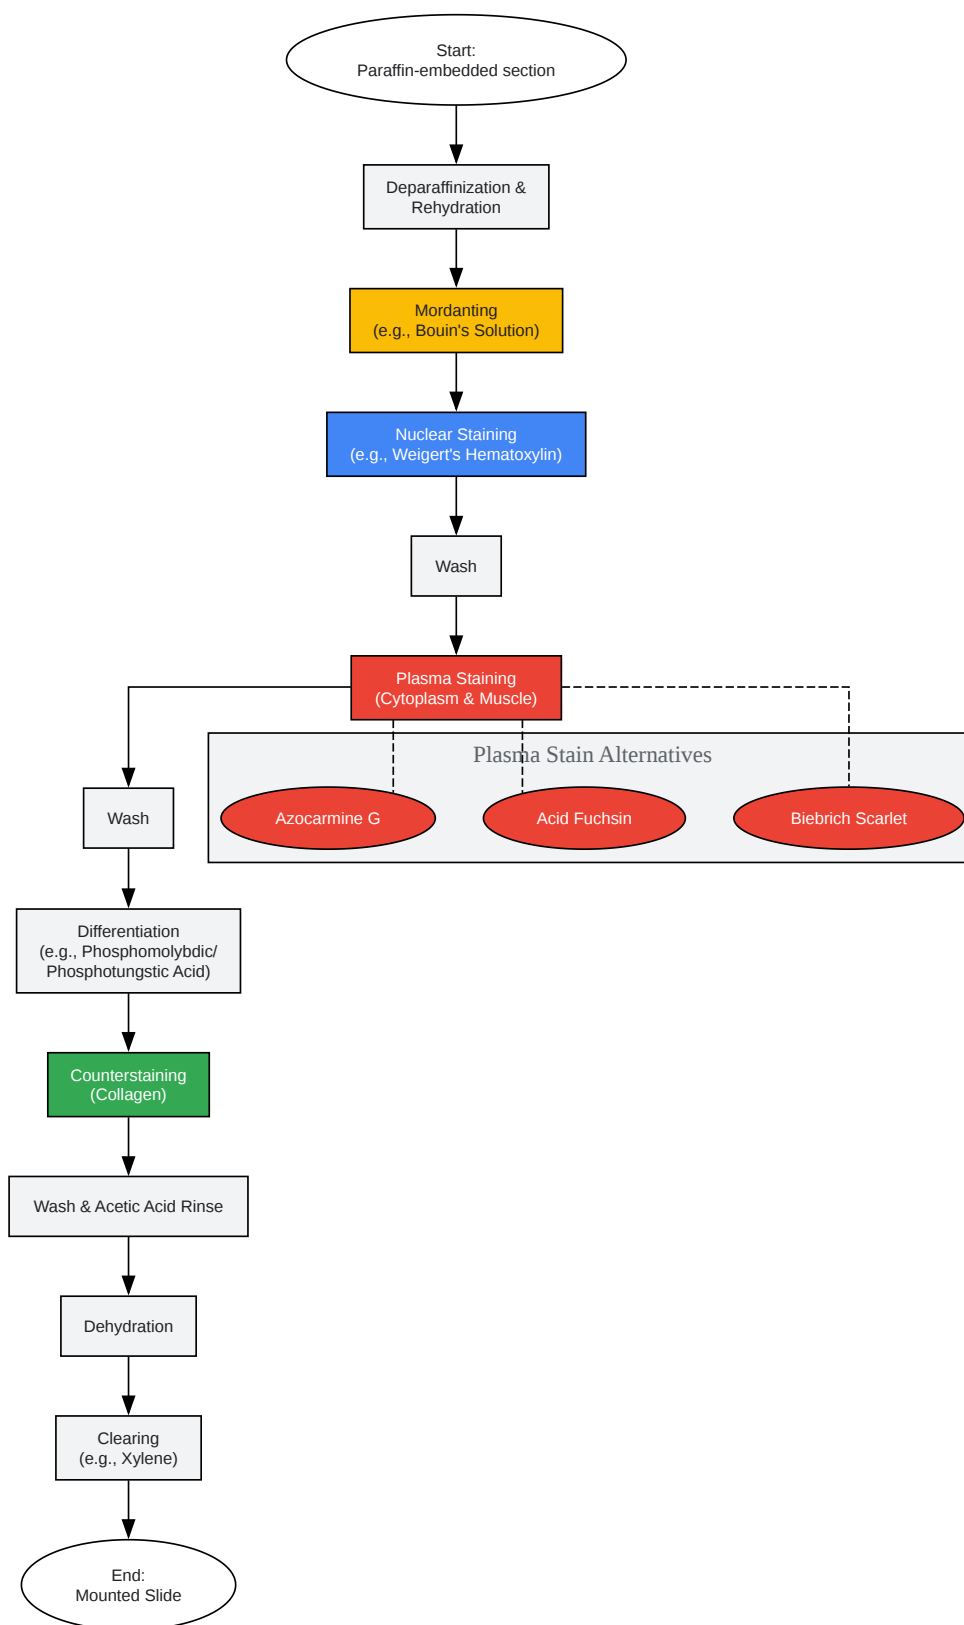 Start:
Paraffin-embedded section
Deparaffinization &
Rehydration
Mordanting
(e.g., Bouin's Solution)
Nuclear Staining
(e.g., Weigert's Hematoxylin)
Wash
Plasma Staining
(Cytoplasm & Muscle)
Plasma Stain Alternatives
Wash
Azocarmine G
Acid Fuchsin
Biebrich Scarlet
Differentiation
(e.g., Phosphomolybdic/
Phosphotungstic Acid)
Counterstaining
(Collagen)
Wash & Acetic Acid Rinse
Dehydration
Clearing
(e.g., Xylene)
End:
Mounted Slide